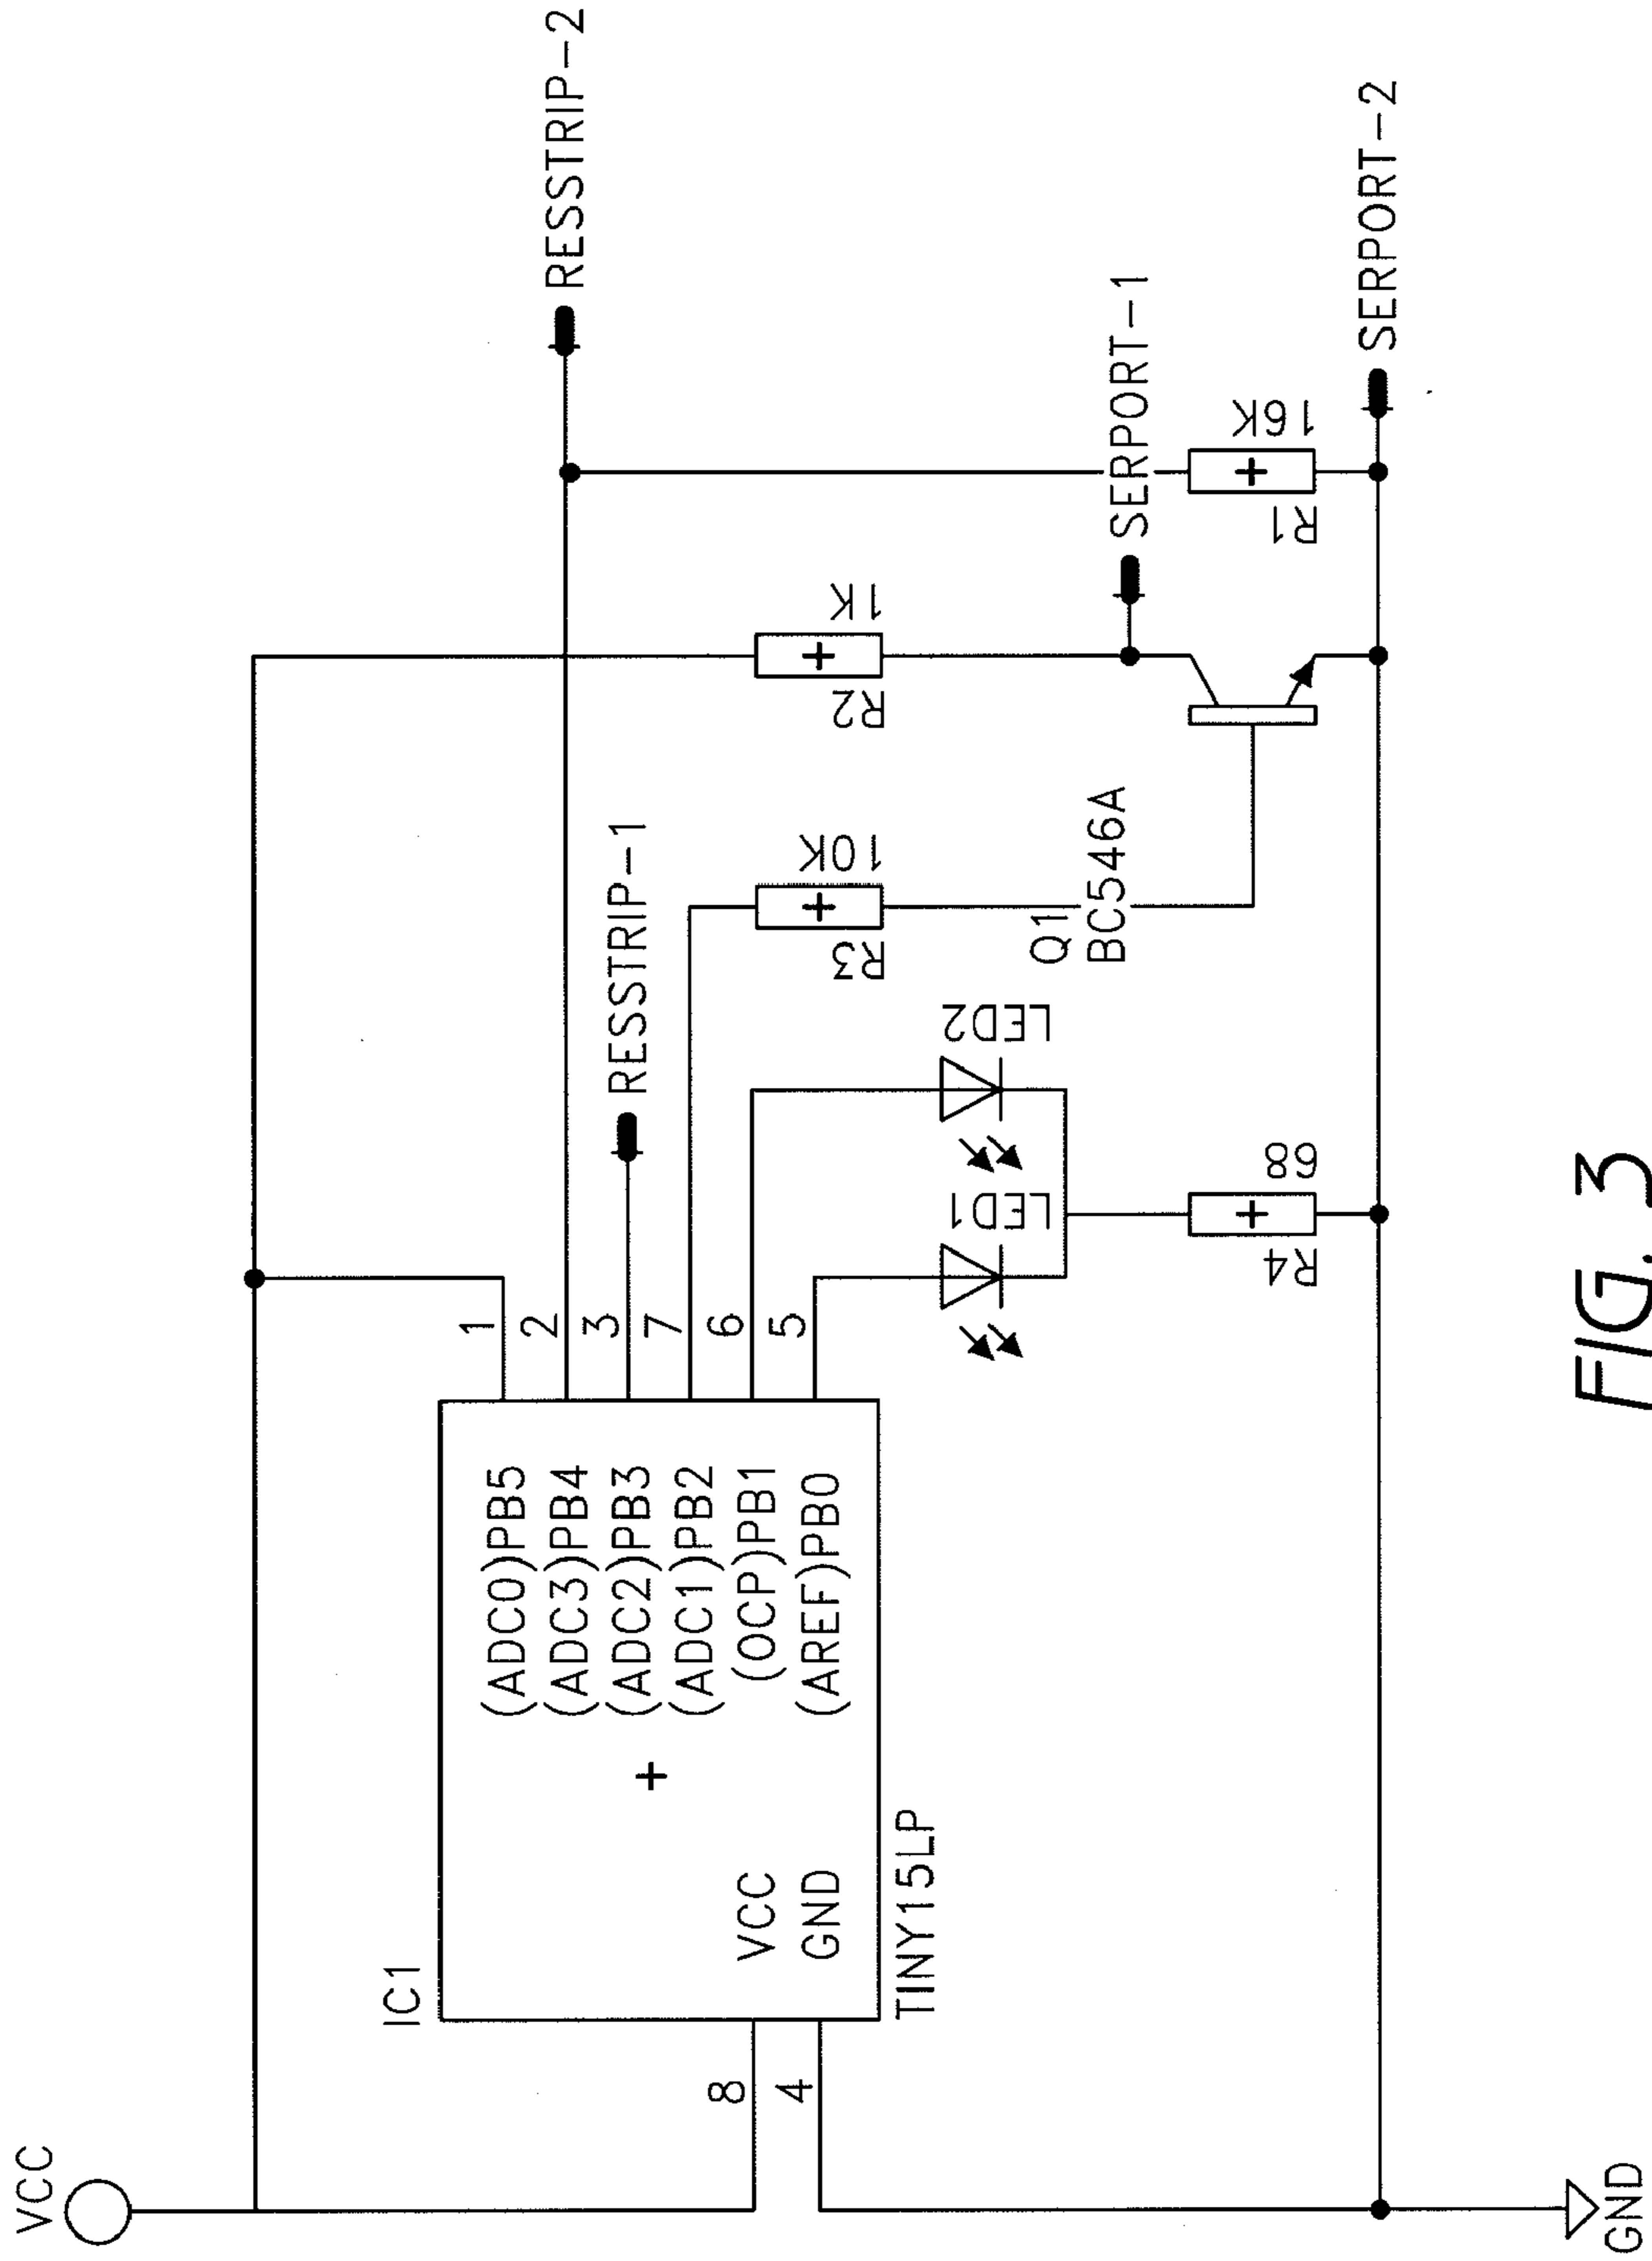 VCC
IC1
8
4
VCC
GND
TINY15LP
(ADC0)PB5
(ADC3)PB4
(ADC2)PB3
(ADC1)PB2
(OCP)PB1
(AREF)PB0
1
2
3
7
6
5
RESSTRIP-1
RESSTRIP-2
LED1
LED2
R4
68
R3
10K
Q1
BC546A
R2
1K
SERPORT-1
R1
16K
SERPORT-2
GND
FIG. 3